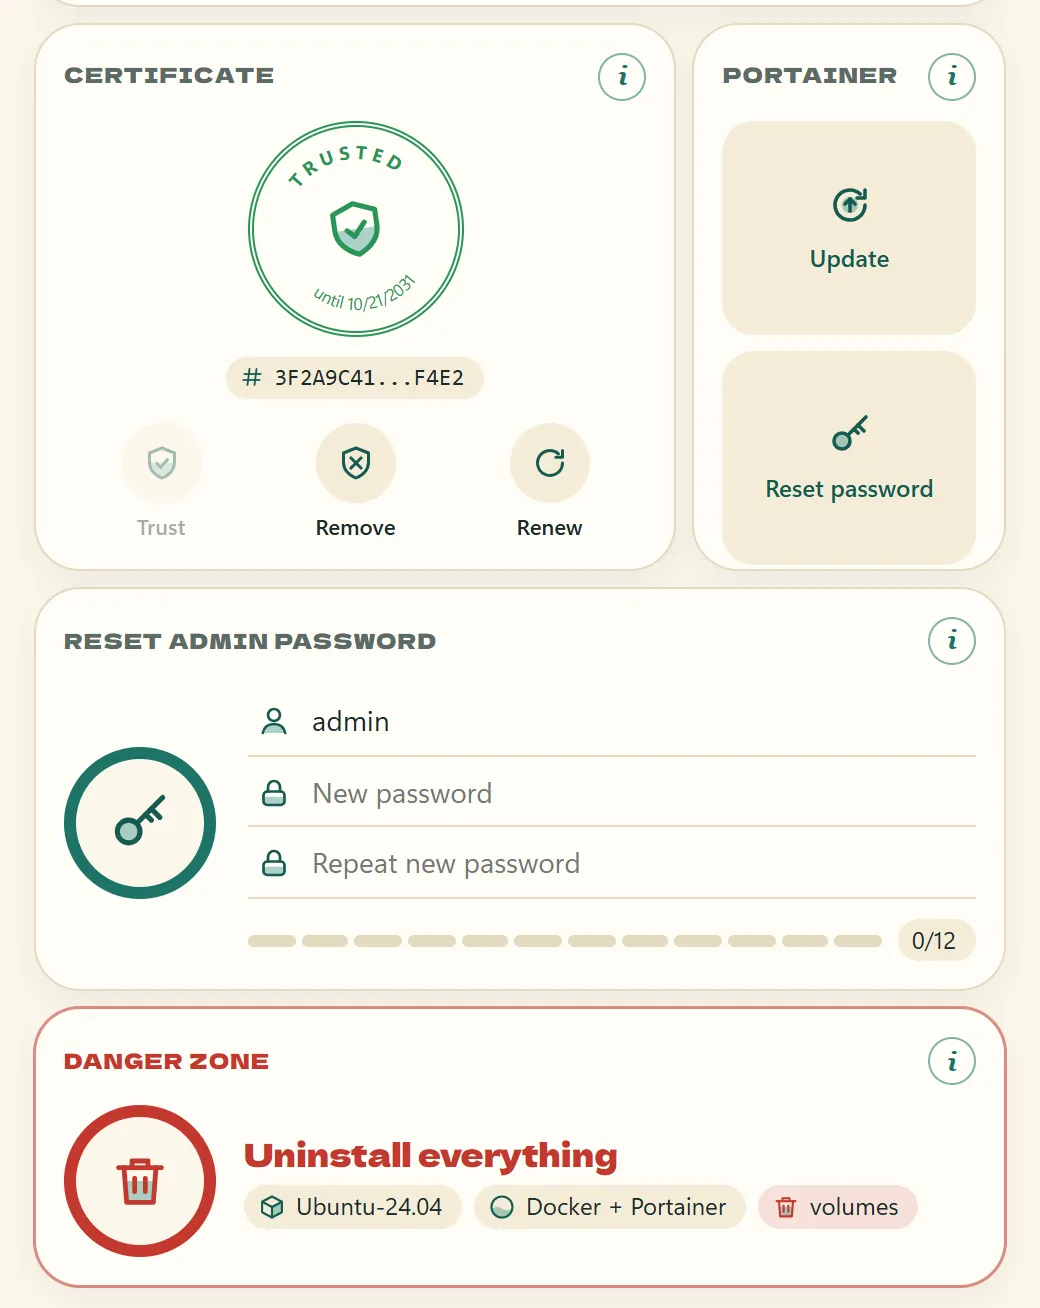 CERTIFICATE
i
TRUSTED
until 10/21/2031
# 3F2A9C41...F4E2
Trust
Remove
Renew
PORTAINER
i
Update
Reset password
RESET ADMIN PASSWORD
i
admin
New password
Repeat new password
0/12
DANGER ZONE
i
Uninstall everything
Ubuntu-24.04
Docker + Portainer
volumes